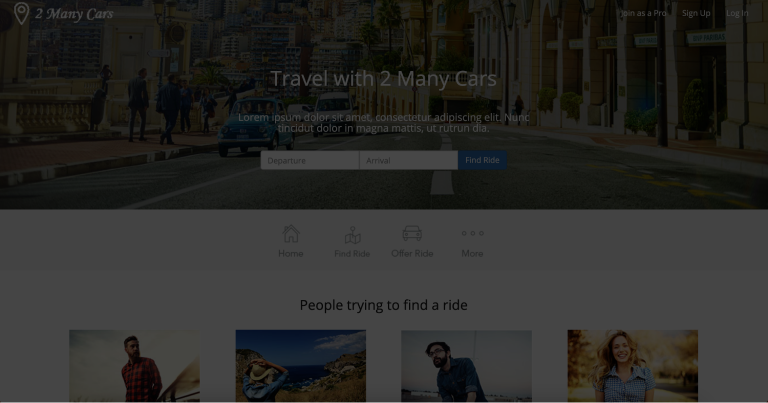 2 Many Cars
Join as a Pro
Sign Up
Log In
Travel with 2 Many Cars
Lorem ipsum dolor sit amet, consectetur adipiscing elit. Nunc
tincidut dolor in magna mattis, ut rutrun dia.
Departure
Arrival
Find Ride
Home
Find Ride
Offer Ride
More
People trying to find a ride